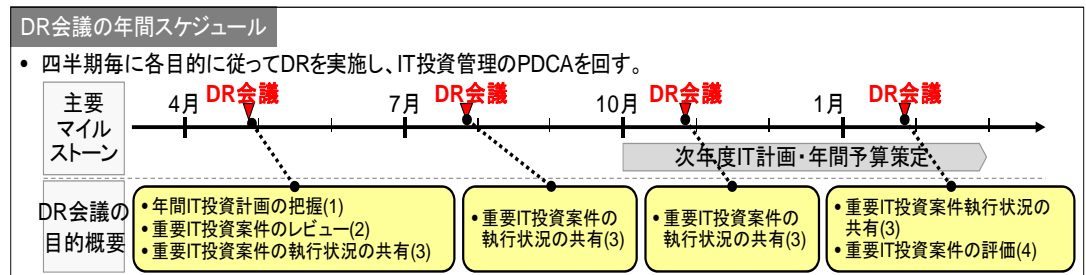 DR会議の年間スケジュール
• 四半期毎に各目的に従ってDRを実施し、IT投資管理のPDCAを回す。
主要
マイル
ストーン
4月
DR会議
7月
DR会議
10月
DR会議
1月
DR会議
次年度IT計画・年間予算策定
DR会議の
目的概要
•年間IT投資計画の把握(1)
•重要IT投資案件のレビュー(2)
•重要IT投資案件の執行状況の共有(3)
•重要IT投資案件の
執行状況の共有(3)
•重要IT投資案件の
執行状況の共有(3)
•重要IT投資案件執行状況の
共有(3)
•重要IT投資案件の評価(4)